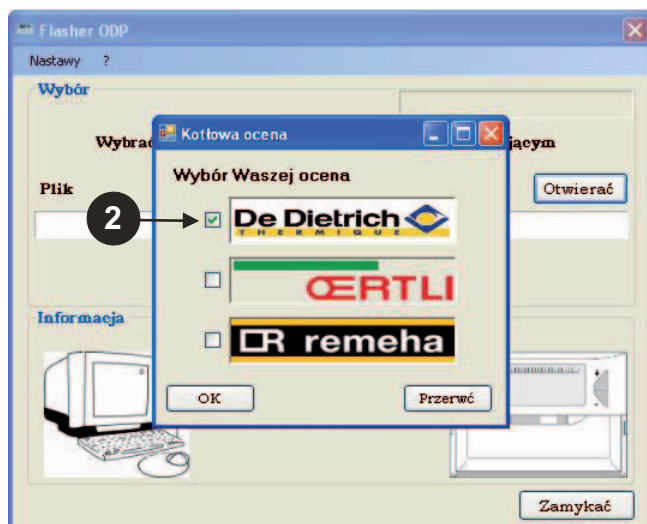 Flasher ODP
Nastawy ?
Wybór
Kotłowa ocena
Wybrać
jącym
Wybór Waszej ocena
Plik
Otwierać
2
De Dietrich
THERMIQUE
ŒRTLI
Informacja
remeha
OK
Przerwć
Zamykać